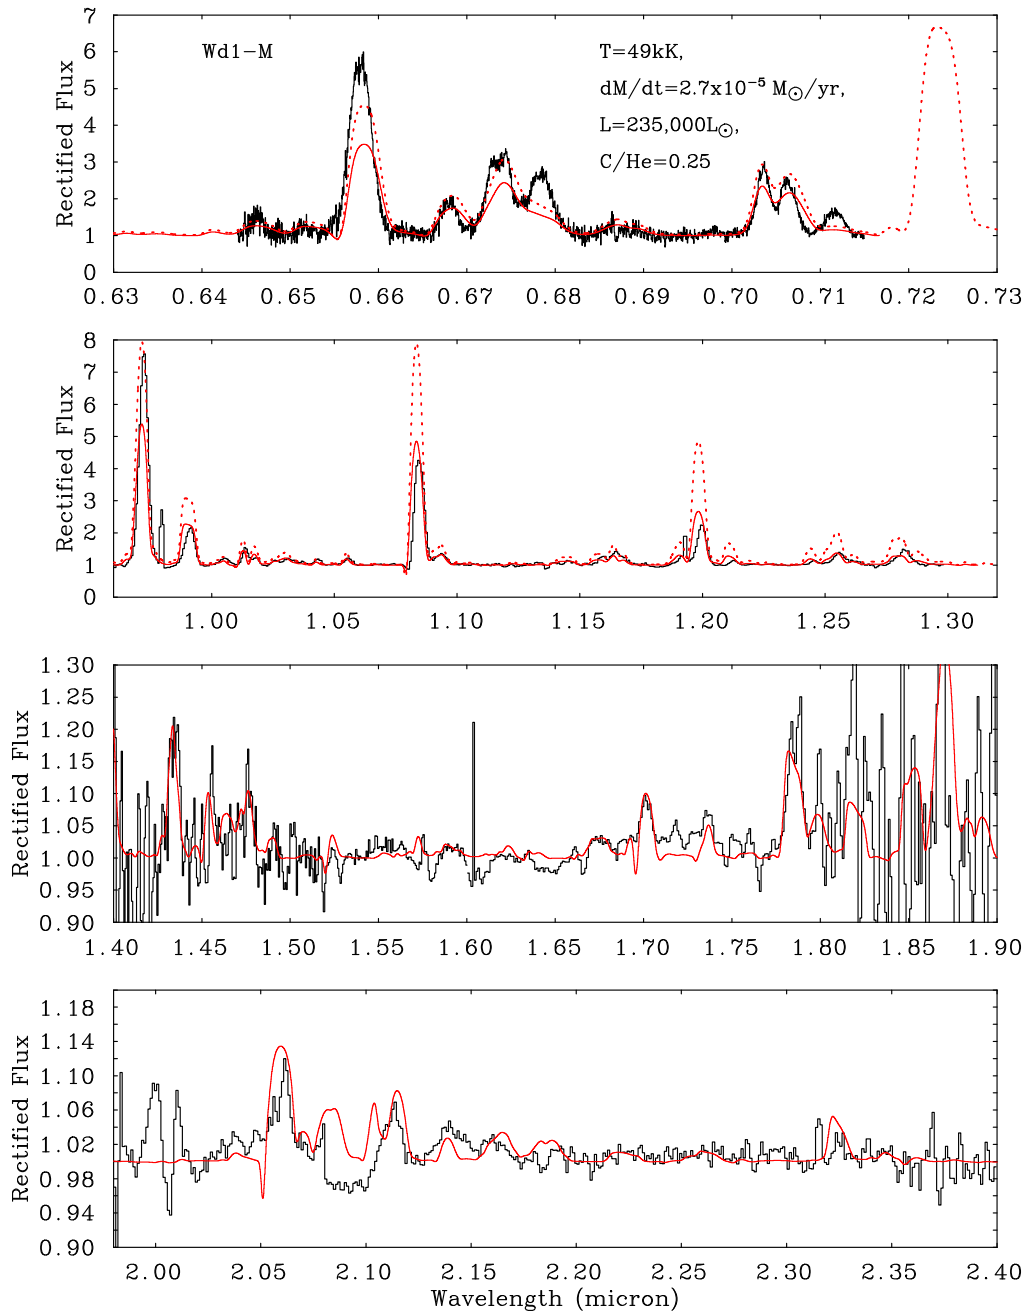 7
6
5
4
3
2
1
0
Rectified Flux
Wd1-M
T=49kK,
dM/dt=2.7x10⁻⁵ M☉/yr,
L=235,000L☉,
C/He=0.25
0.63 0.64 0.65 0.66 0.67 0.68 0.69 0.70 0.71 0.72 0.73
8
7
6
5
4
3
2
1
0
Rectified Flux
1.00 1.05 1.10 1.15 1.20 1.25 1.30
1.30
1.25
1.20
1.15
1.10
1.05
1.00
0.95
0.90
Rectified Flux
1.40 1.45 1.50 1.55 1.60 1.65 1.70 1.75 1.80 1.85 1.90
1.18
1.14
1.10
1.06
1.02
0.98
0.94
0.90
Rectified Flux
2.00 2.05 2.10 2.15 2.20 2.25 2.30 2.35 2.40
Wavelength (micron)